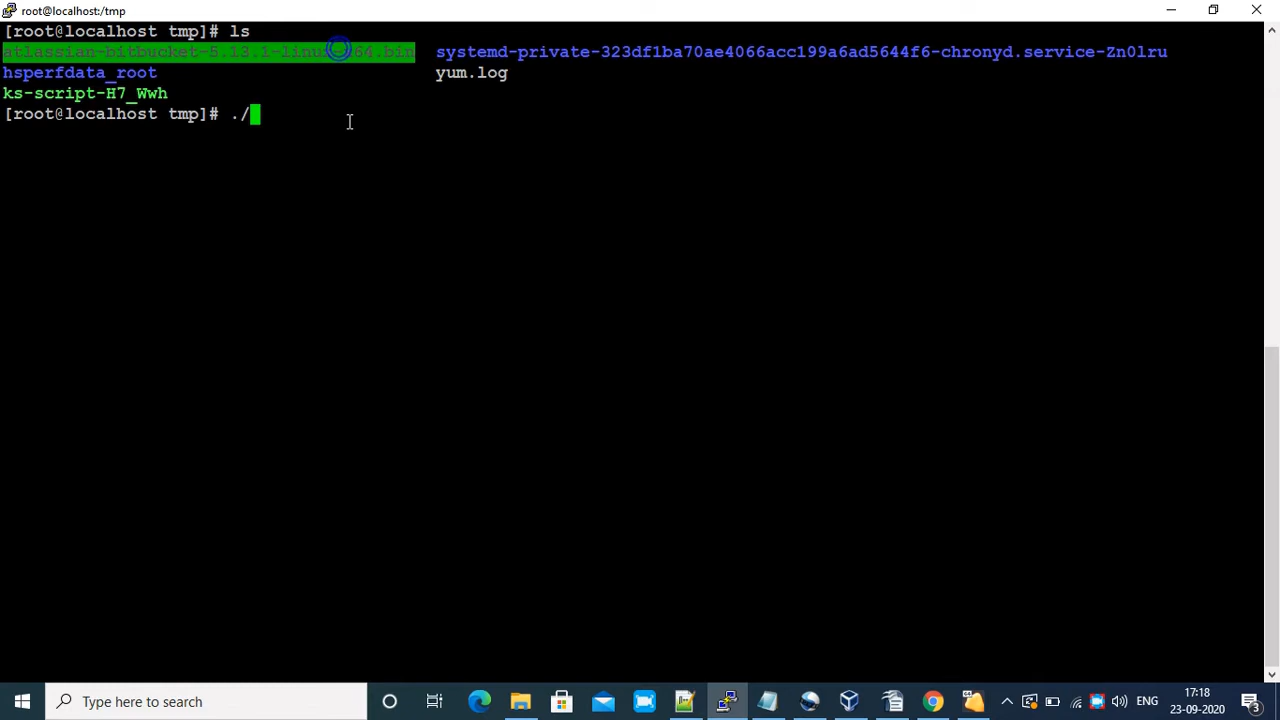 root@localhost:/tmp
[root@localhost tmp]# ls
atlassian-bitbucket-5.13.1-linux-x64.bin systemd-private-323df1ba70ae4066acc199a6ad5644f6-chronyd.service-Zn0lru
hsperfdata_root yum.log
ks-script-H7_Wwh
[root@localhost tmp]# ./
Type here to search
ENG
17:18
23-09-2020
3